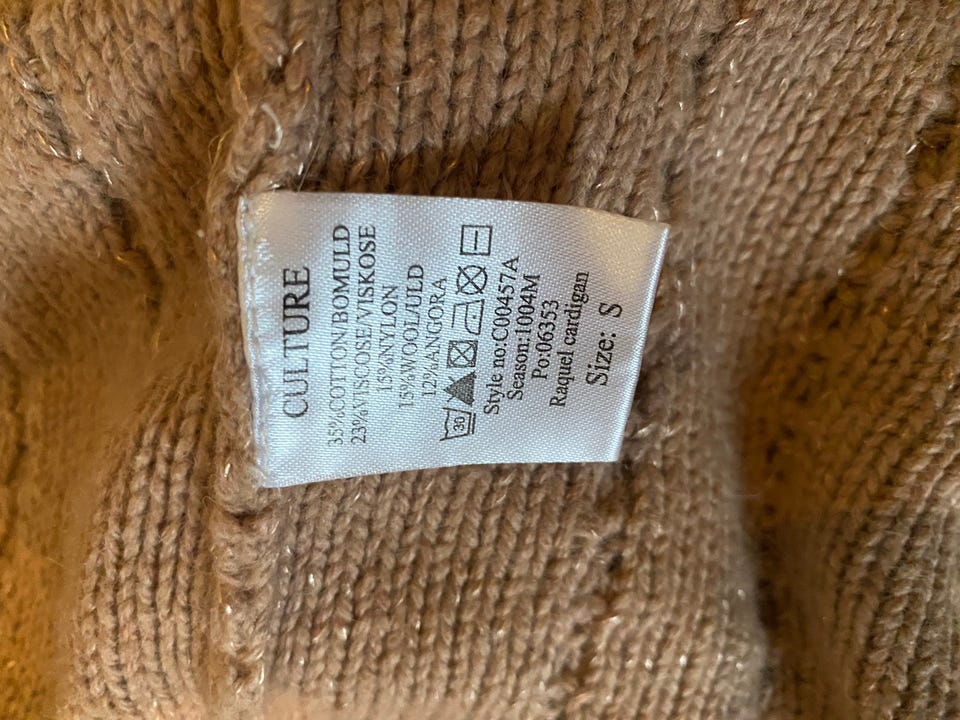 CULTURE
35%COTTON/BOMULD
23%VISCOSE/VISKOSE
15%NYLON
15%WOOL/ULD
12%ANGORA
30
Style no:C00457A
Season:1004M
Po:06353
Raquel cardigan
Size: S